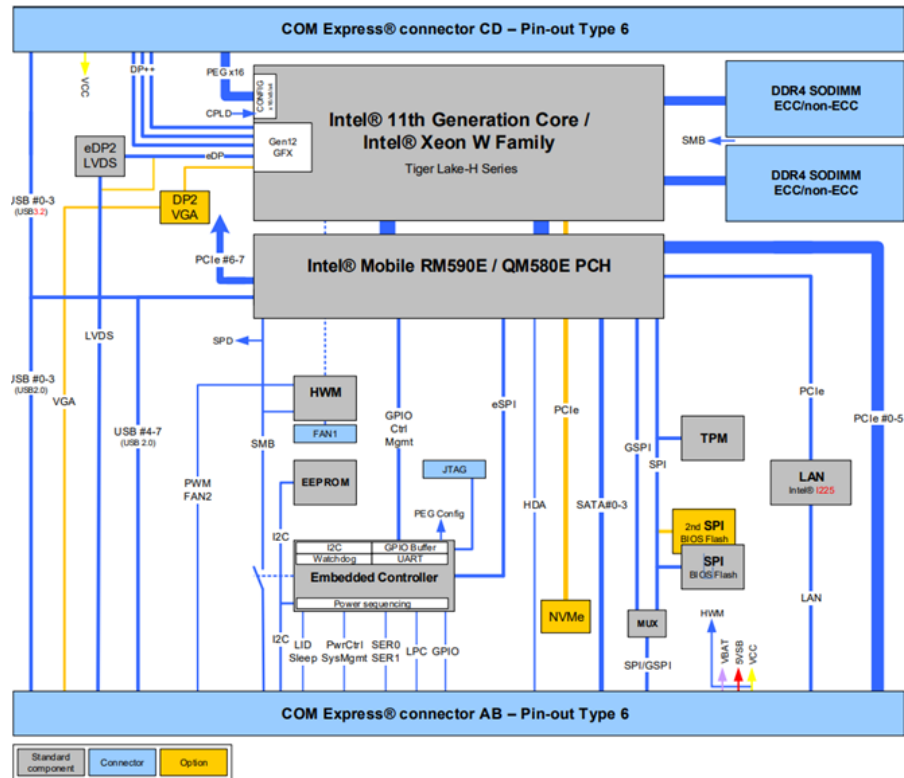 COM Express® connector CD – Pin-out Type 6
VCC
DP++
PEG x16
CONFIG
CPLD
Intel® 11th Generation Core /
Intel® Xeon W Family
Tiger Lake-H Series
Gen12
GFX
DDR4 SODIMM
ECC/non-ECC
SMB
DDR4 SODIMM
ECC/non-ECC
eDP2
LVDS
eDP
USB #0-3
(USB3.2)
DP2
VGA
PCIe #6-7
Intel® Mobile RM590E / QM580E PCH
SPD
LVDS
USB #0-3
(USB2.0)
VGA
USB #4-7
(USB 2.0)
PWM
FAN2
SMB
HWM
FAN1
GPIO
Ctrl
Mgmt
eSPI
PCIe
GSPI
SPI
TPM
PCIe
PCIe #0-5
LAN
Intel® I225
EEPROM
JTAG
PEG Config
HDA
SATA#0-3
2nd SPI
BIOS Flash
SPI
BIOS Flash
I2C
I2C
GPIO Buffer
Watchdog
UART
Embedded Controller
Power sequencing
NVMe
MUX
LAN
HWM
VBAT
5VSB
VCC
I2C
LID
Sleep
PwrCtrl
SysMgmt
SER0
SER1
LPC
GPIO
SPI/GSPI
COM Express® connector AB – Pin-out Type 6
Standard
component
Connector
Option